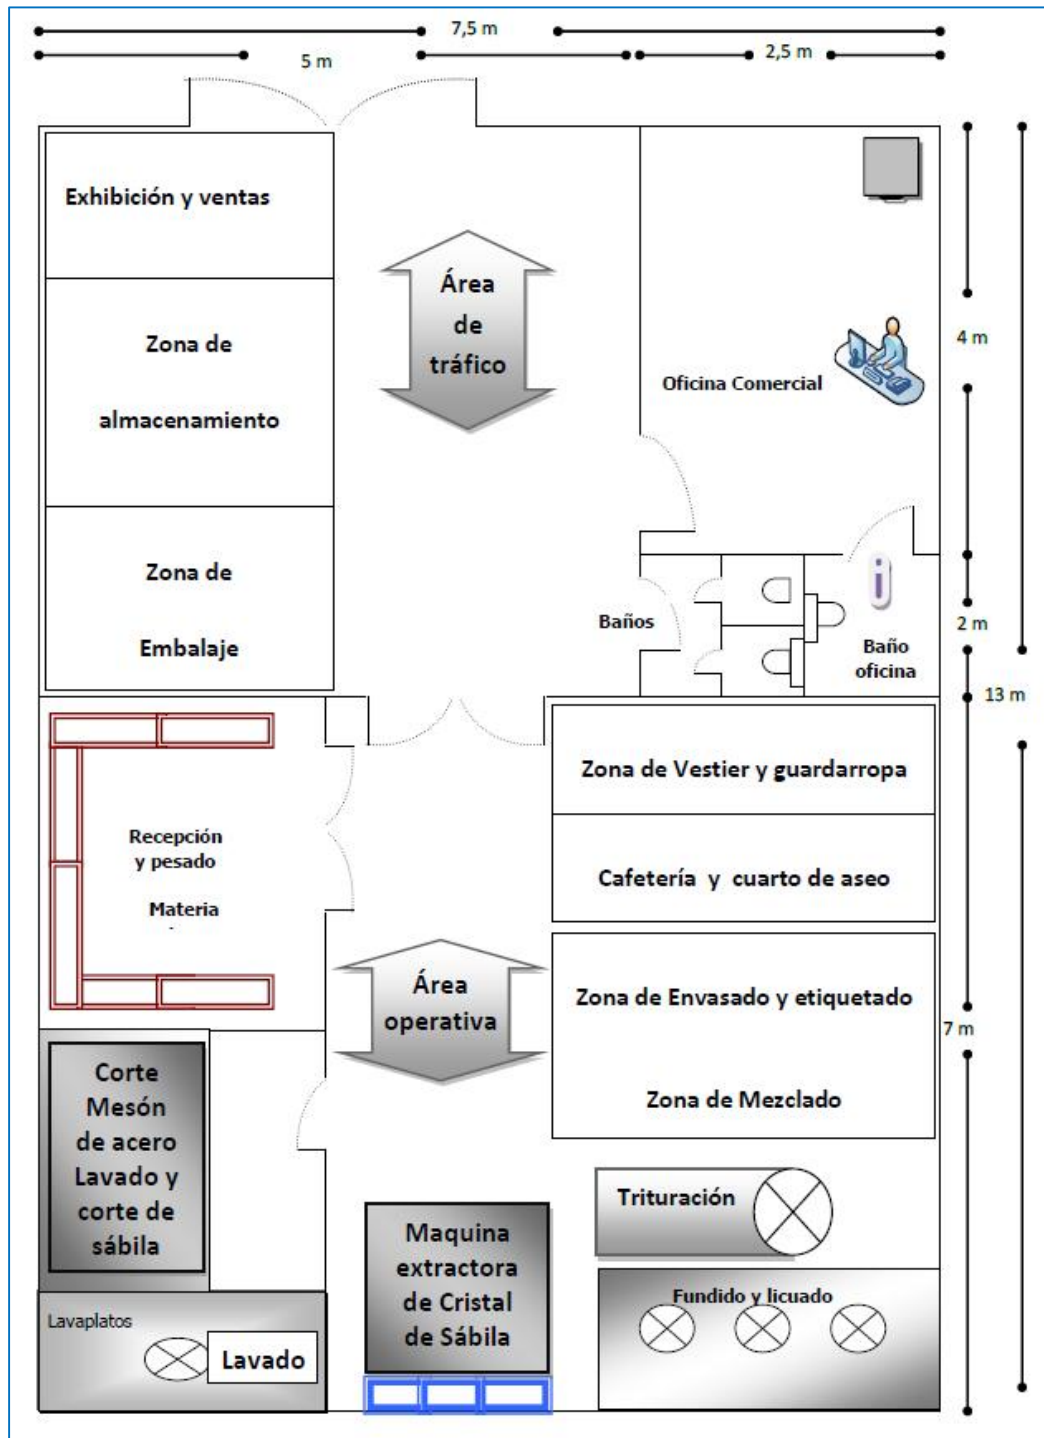 7,5 m
5 m
2,5 m
Exhibición y ventas
Área
de
tráfico
Zona de
almacenamiento
4 m
Oficina Comercial
Zona de
Embalaje
Baños
i
2 m
Baño
oficina
13 m
Zona de Vestier y guardarropa
Recepción
y pesado
Materia
Cafetería y cuarto de aseo
Área
operativa
Zona de Envasado y etiquetado
7 m
Zona de Mezclado
Corte
Mesón
de acero
Lavado y
corte de
sábila
Trituración
Maquina
extractora
de Cristal
de Sábila
Fundido y licuado
Lavaplatos
Lavado